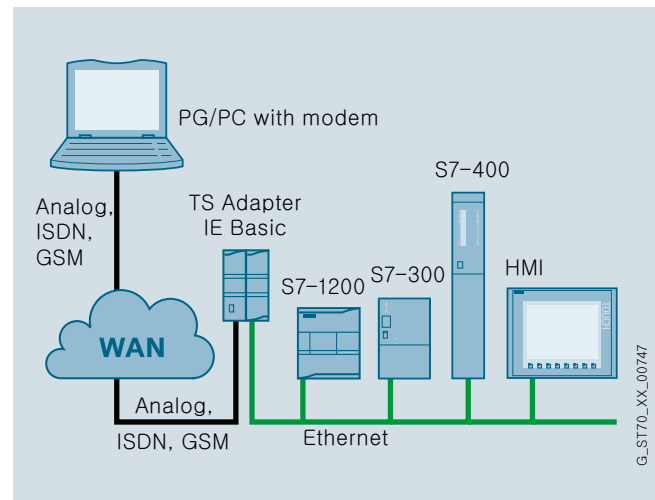 PG/PC with modem
Analog,
ISDN,
GSM
TS Adapter
IE Basic
S7-1200
S7-300
S7-400
HMI
TOUCH
WAN
Analog,
ISDN, GSM
Ethernet
G_ST70_XX_00747